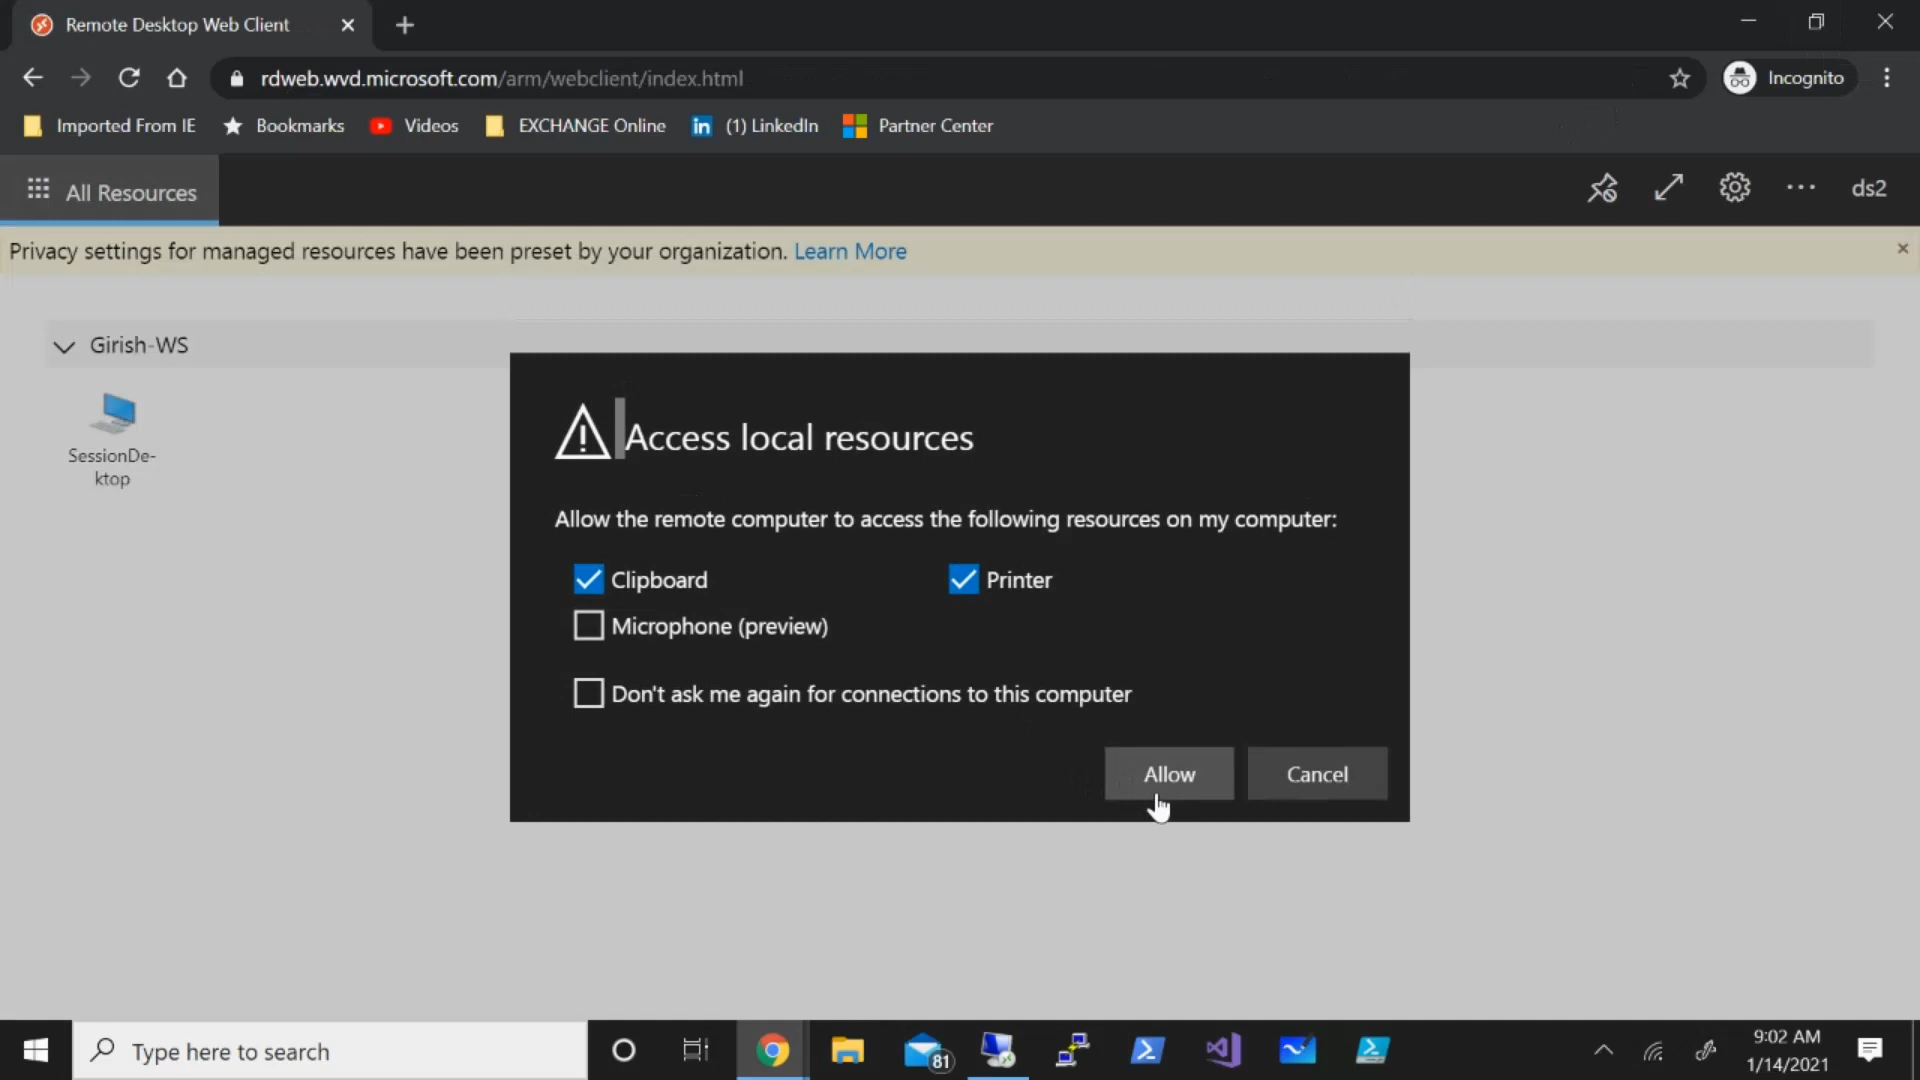 Remote Desktop Web Client
rdweb.wvd.microsoft.com/arm/webclient/index.html
Incognito
Imported From IE
Bookmarks
Videos
EXCHANGE Online
in
(1) LinkedIn
Partner Center
All Resources
ds2
Privacy settings for managed resources have been preset by your organization. Learn More
Girish-WS
SessionDe-
ktop
Access local resources
Allow the remote computer to access the following resources on my computer:
Clipboard
Printer
Microphone (preview)
Don't ask me again for connections to this computer
Allow
Cancel
Type here to search
81
9:02 AM
1/14/2021